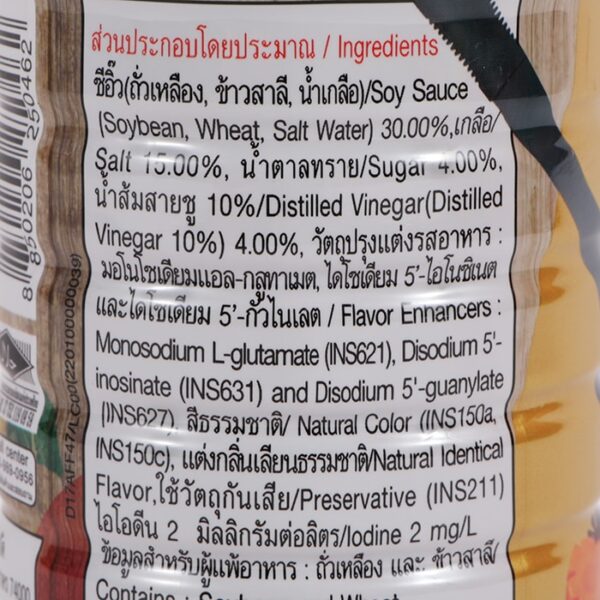 ส่วนประกอบโดยประมาณ / Ingredients
ซีอิ๊ว(ถั่วเหลือง, ข้าวสาลี, น้ำเกลือ)/Soy Sauce
(Soybean, Wheat, Salt Water) 30.00%,เกลือ/
Salt 15.00%, น้ำตาลทราย/Sugar 4.00%,
น้ำส้มสายชู 10%/Distilled Vinegar(Distilled
Vinegar 10%) 4.00%, วัตถุปรุงแต่งรสอาหาร :
มอโนโซเดียมแอล-กลูทาเมต, ไดโซเดียม 5'-ไอโนซิเนต
และไดโซเดียม 5'-กัวไนเลต / Flavor Enhancers :
Monosodium L-glutamate (INS621), Disodium 5'-
inosinate (INS631) and Disodium 5'-guanylate
(INS627), สีธรรมชาติ/ Natural Color (INS150a,
INS150c), แต่งกลิ่นเลียนธรรมชาติ/Natural Identical
Flavor,ใช้วัตถุกันเสีย/Preservative (INS211)
ไอโอดีน 2 มิลลิกรัมต่อลิตร/Iodine 2 mg/L
ข้อมูลสำหรับผู้แพ้อาหาร : ถั่วเหลือง และ ข้าวสาลี/
Contains : Soybean and Wheat
8 850206 250462
D17/AFF47/LC00(220100000039)
center
74000